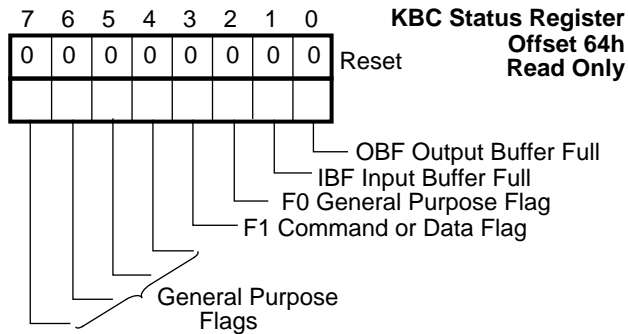 7 6 5 4 3 2 1 0
KBC Status Register
Offset 64h
Read Only
0 0 0 0 0 0 0 0 Reset
OBF Output Buffer Full
IBF Input Buffer Full
F0 General Purpose Flag
F1 Command or Data Flag
General Purpose
Flags